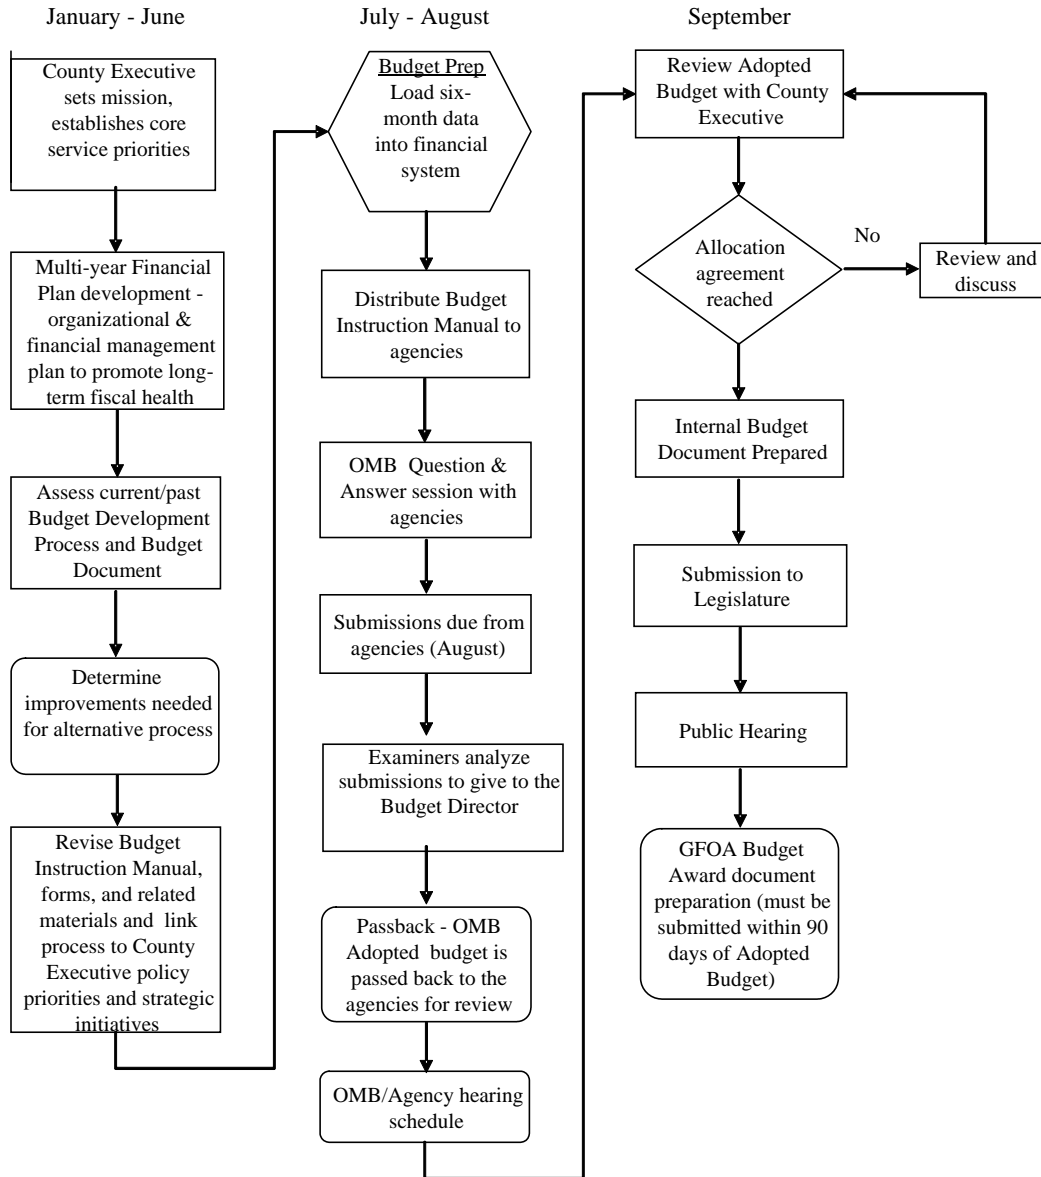 January - June
County Executive
sets mission,
establishes core
service priorities
Multi-year Financial
Plan development -
organizational &
financial management
plan to promote long-
term fiscal health
Assess current/past
Budget Development
Process and Budget
Document
Determine
improvements needed
for alternative process
Revise Budget
Instruction Manual,
forms, and related
materials and link
process to County
Executive policy
priorities and strategic
initiatives
July - August
Budget Prep
Load six-
month data
into financial
system
Distribute Budget
Instruction Manual to
agencies
OMB Question &
Answer session with
agencies
Submissions due from
agencies (August)
Examiners analyze
submissions to give to the
Budget Director
Passback - OMB
Adopted budget is
passed back to the
agencies for review
OMB/Agency hearing
schedule
September
Review Adopted
Budget with County
Executive
Allocation
agreement
reached
No
Review and
discuss
Internal Budget
Document Prepared
Submission to
Legislature
Public Hearing
GFOA Budget
Award document
preparation (must be
submitted within 90
days of Adopted
Budget)